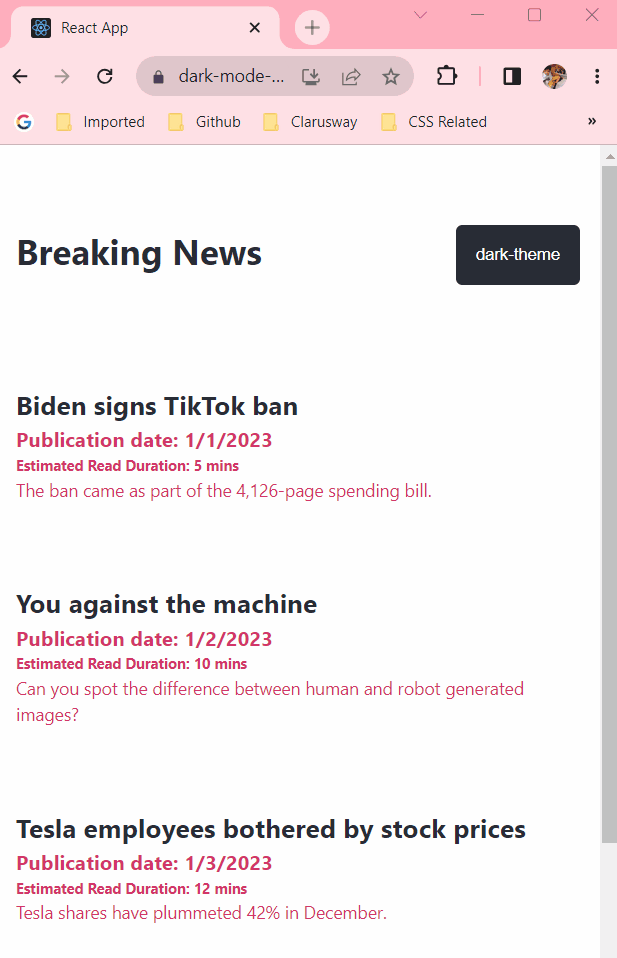 React App
dark-mode-...
Imported Github Clarusway CSS Related »
Breaking News
dark-theme
Biden signs TikTok ban
Publication date: 1/1/2023
Estimated Read Duration: 5 mins
The ban came as part of the 4,126-page spending bill.
You against the machine
Publication date: 1/2/2023
Estimated Read Duration: 10 mins
Can you spot the difference between human and robot generated
images?
Tesla employees bothered by stock prices
Publication date: 1/3/2023
Estimated Read Duration: 12 mins
Tesla shares have plummeted 42% in December.